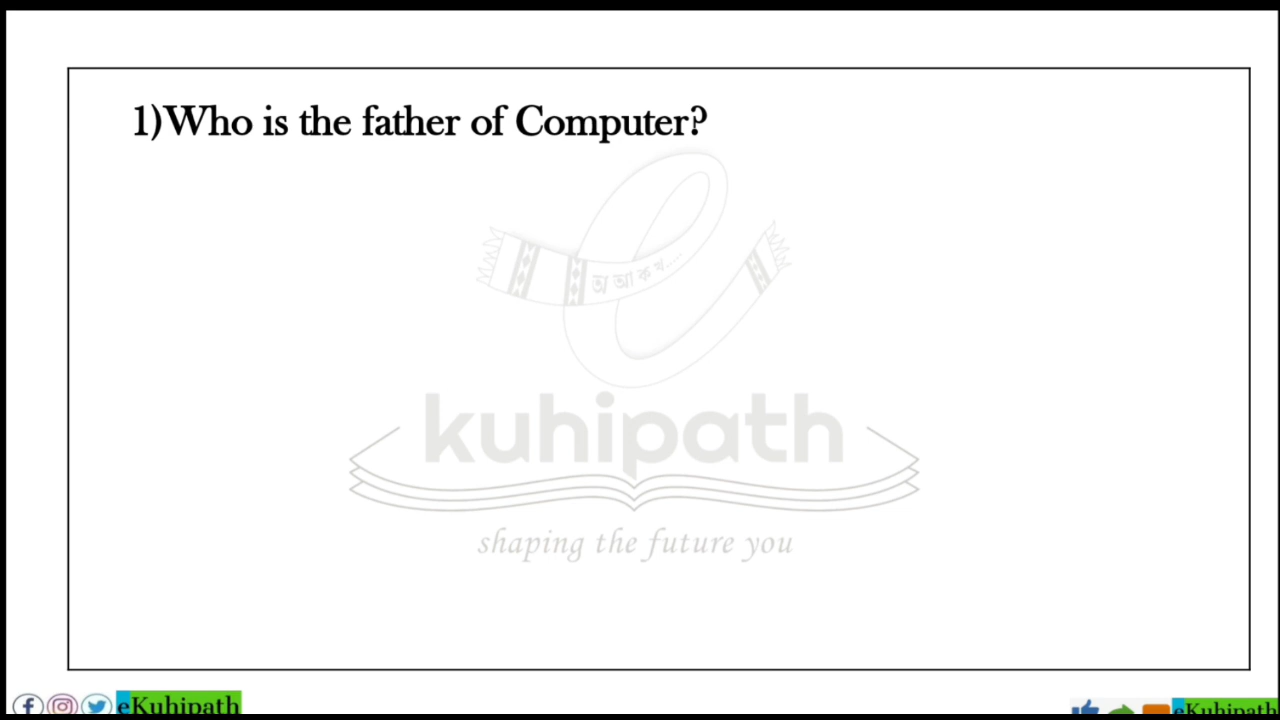 1)Who is the father of Computer?
অ আ ক খ.....
kuhipath
shaping the future you
eKuhipath
eKuhipath